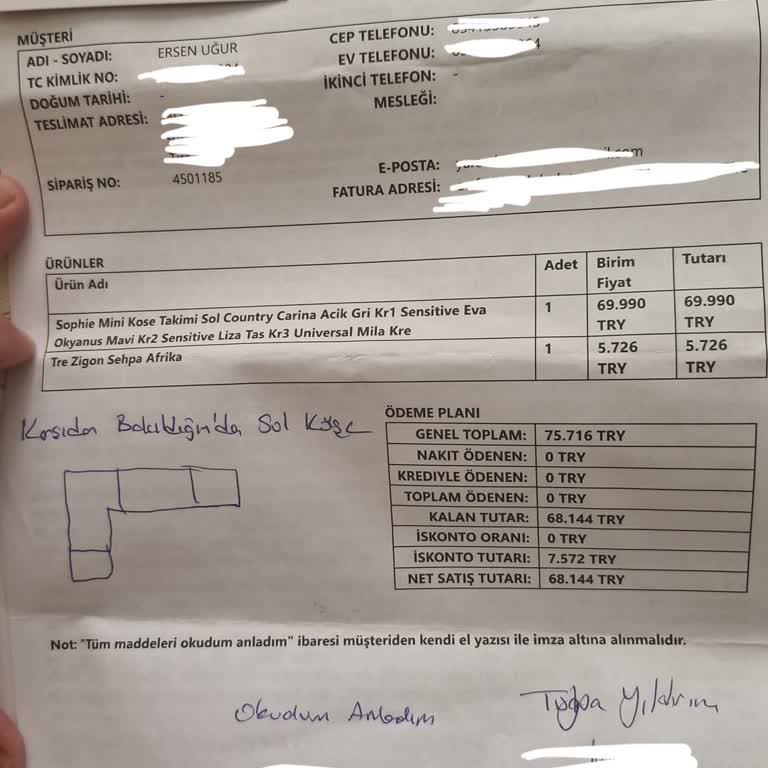 MÜŞTERİ
ADI - SOYADI: ERSEN UĞUR
TC KİMLİK NO:
DOĞUM TARİHİ: -
TESLİMAT ADRESİ:
SİPARİŞ NO: 4501185
CEP TELEFONU:
EV TELEFONU:
İKİNCİ TELEFON: -
MESLEĞİ:
E-POSTA:
FATURA ADRESİ:
ÜRÜNLER
Ürün Adı Adet Birim Fiyat Tutarı
Sophie Mini Kose Takimi Sol Country Carina Acik Gri Kr1 Sensitive Eva 1 69.990 69.990
Okyanus Mavi Kr2 Sensitive Liza Tas Kr3 Universal Mila Kre TRY TRY
Tre Zigon Sehpa Afrika 1 5.726 5.726
TRY TRY
Karşıdan Bakıldığın'da Sol Köşe
ÖDEME PLANI
GENEL TOPLAM: 75.716 TRY
NAKİT ÖDENEN: 0 TRY
KREDİYLE ÖDENEN: 0 TRY
TOPLAM ÖDENEN: 0 TRY
KALAN TUTAR: 68.144 TRY
İSKONTO ORANI: 0 TRY
İSKONTO TUTARI: 7.572 TRY
NET SATIŞ TUTARI: 68.144 TRY
Not: "Tüm maddeleri okudum anladım" ibaresi müşteriden kendi el yazısı ile imza altına alınmalıdır.
Okudum Anladım
Tuğba Yıldırım